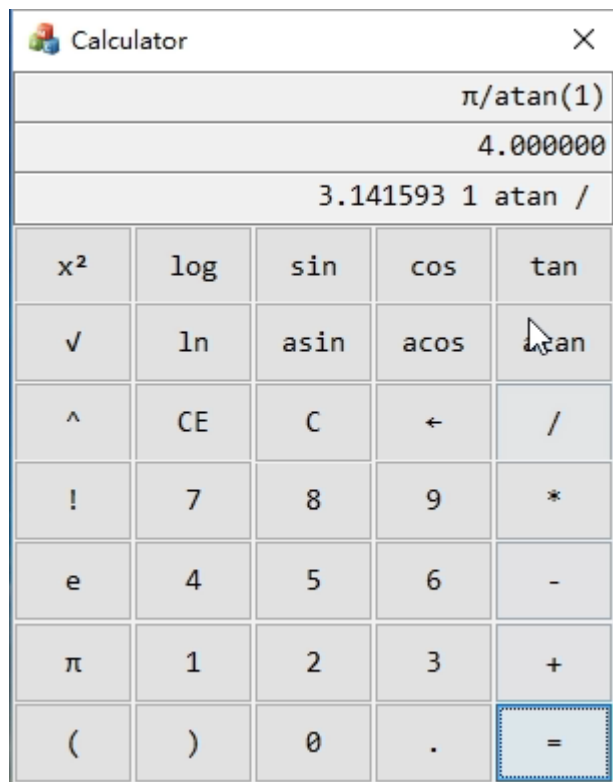 Calculator
π/atan(1)
4.000000
3.141593 1 atan /
x² log sin cos tan
√ ln asin acos atan
^ CE C ← /
! 7 8 9 *
e 4 5 6 -
π 1 2 3 +
( ) 0 . =